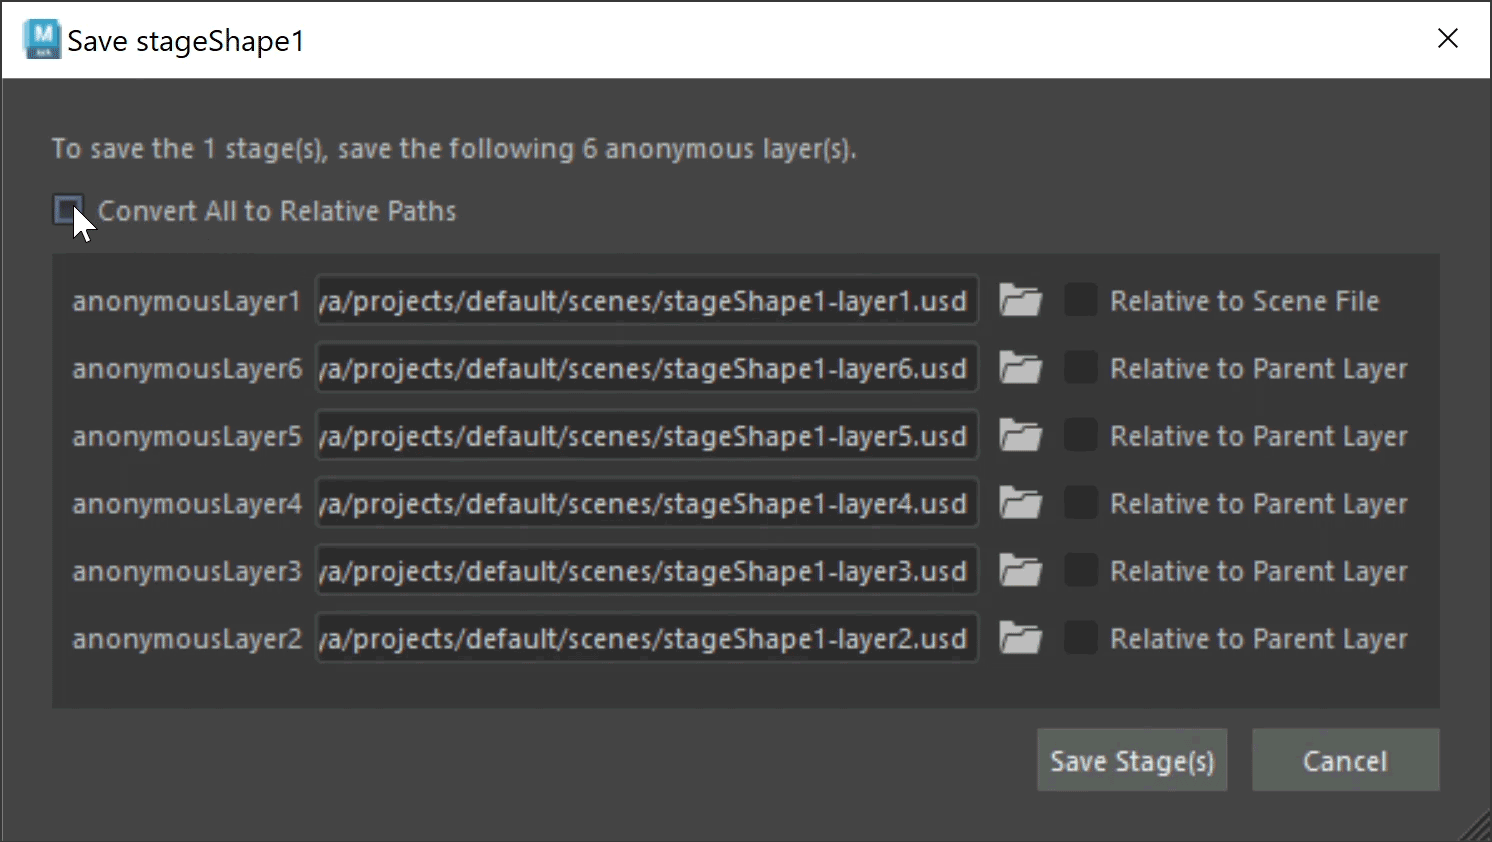 M
Save stageShape1
To save the 1 stage(s), save the following 6 anonymous layer(s).
Convert All to Relative Paths
anonymousLayer1 /a/projects/default/scenes/stageShape1-layer1.usd Relative to Scene File
anonymousLayer6 /a/projects/default/scenes/stageShape1-layer6.usd Relative to Parent Layer
anonymousLayer5 /a/projects/default/scenes/stageShape1-layer5.usd Relative to Parent Layer
anonymousLayer4 /a/projects/default/scenes/stageShape1-layer4.usd Relative to Parent Layer
anonymousLayer3 /a/projects/default/scenes/stageShape1-layer3.usd Relative to Parent Layer
anonymousLayer2 /a/projects/default/scenes/stageShape1-layer2.usd Relative to Parent Layer
Save Stage(s) Cancel